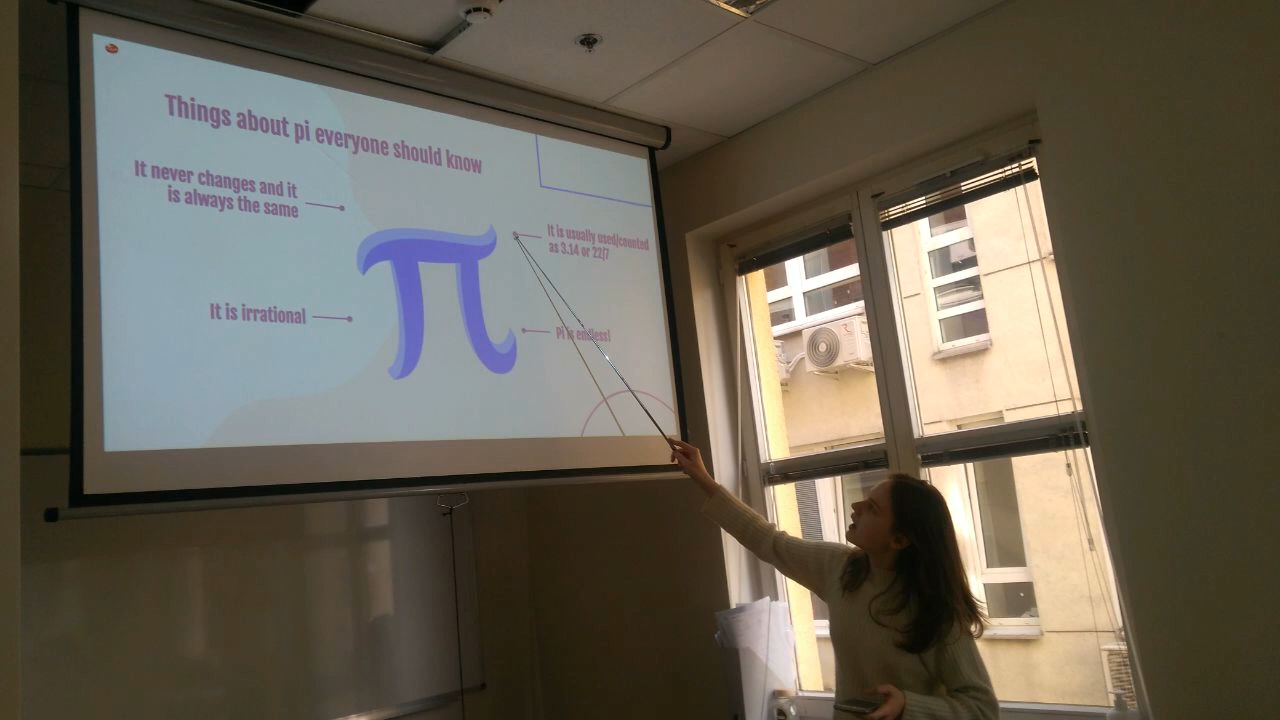 Things about pi everyone should know
It never changes and it
is always the same
It is usually used/counted
as 3.14 or 22/7
π
It is irrational
Pi is endless!